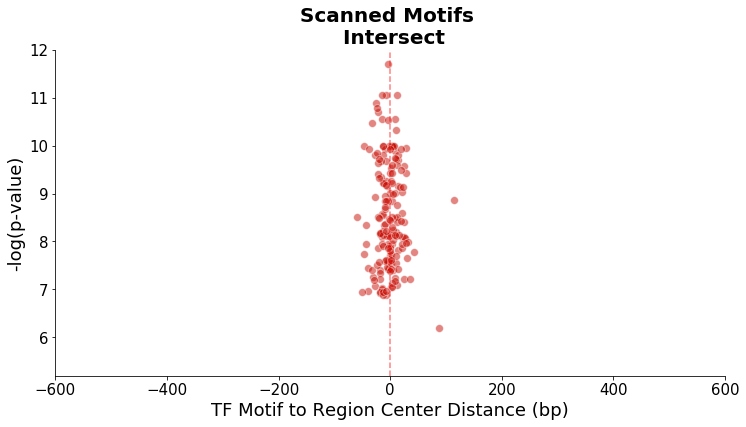 Scanned Motifs
Intersect
12
11
10
9
8
7
6
-log(p-value)
−600 −400 −200 0 200 400 600
TF Motif to Region Center Distance (bp)